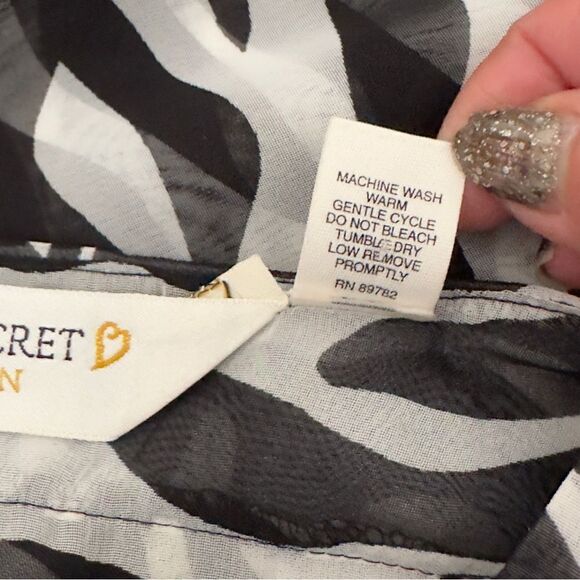 MACHINE WASH
WARM
GENTLE CYCLE
DO NOT BLEACH
TUMBLE DRY
LOW REMOVE
PROMPTLY
RN 89782
CRET
N